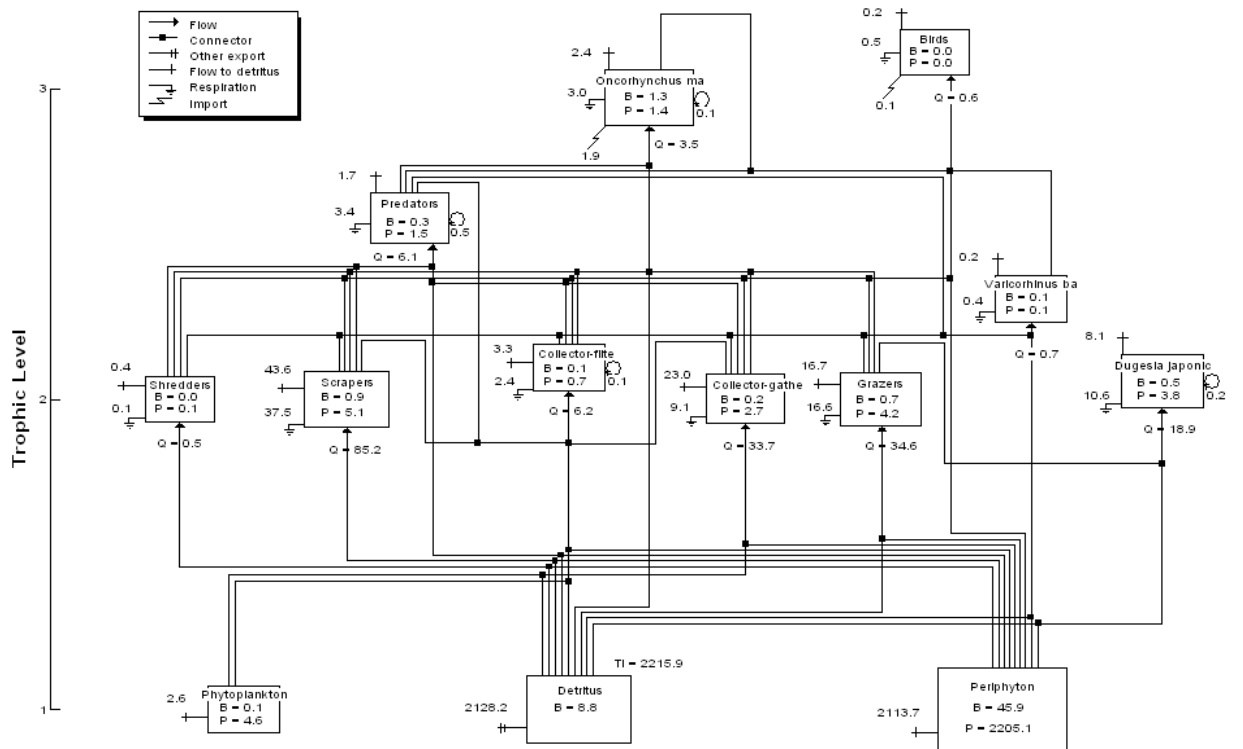 Flow
Connector
Other export
Flow to detritus
Respiration
Import
Trophic Level
3
2
1
0.2
Birds
B = 0.0
P = 0.0
0.5
0.1
Q = 0.6
2.4
Oncorhynchus ma
B = 1.3
P = 1.4
3.0
0.1
1.9
Q = 3.5
1.7
Predators
B = 0.3
P = 1.5
3.4
0.5
Q = 6.1
0.2
Varicorhinus ba
B = 0.1
P = 0.1
0.4
Q = 0.7
8.1
Dugesia japonic
B = 0.5
P = 3.8
10.6
0.2
Q = 18.9
0.4
Shredders
B = 0.0
P = 0.1
0.1
Q = 0.5
43.6
Scrapers
B = 0.9
P = 5.1
37.5
Q = 85.2
3.3
Collector-filte
B = 0.1
P = 0.7
2.4
0.1
Q = 6.2
23.0
Collector-gathe
B = 0.2
P = 2.7
9.1
Q = 33.7
16.7
Grazers
B = 0.7
P = 4.2
16.6
Q = 34.6
2.6
Phytoplankton
B = 0.1
P = 4.6
TI = 2215.9
Detritus
B = 8.8
2128.2
Periphyton
B = 45.9
P = 2205.1
2113.7